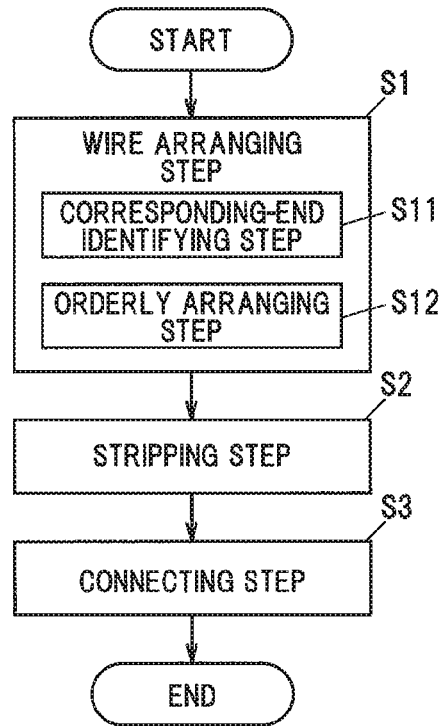 START
S1
WIRE ARRANGING
STEP
CORRESPONDING-END
IDENTIFYING STEP
S11
ORDERLY ARRANGING
STEP
S12
S2
STRIPPING STEP
S3
CONNECTING STEP
END